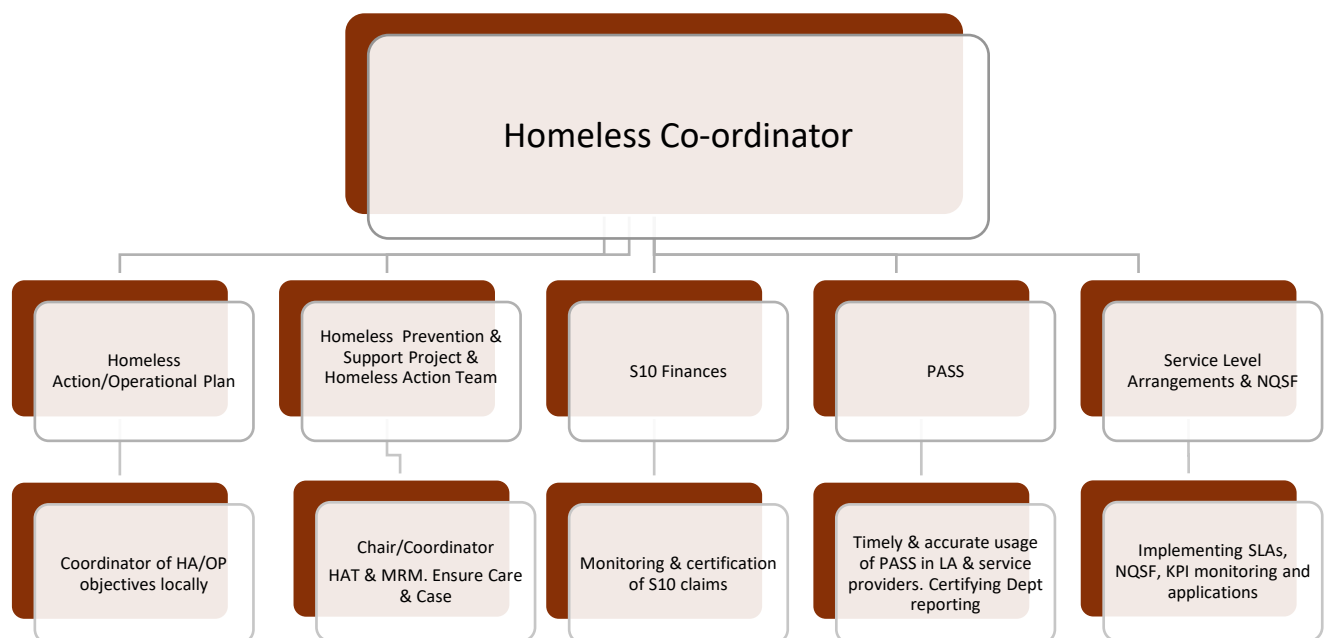 Homeless Co-ordinator
Homeless
Action/Operational Plan
Homeless Prevention &
Support Project &
Homeless Action Team
S10 Finances
PASS
Service Level
Arrangements & NQSF
Coordinator of HA/OP
objectives locally
Chair/Coordinator
HAT & MRM. Ensure Care
& Case
Monitoring & certification
of S10 claims
Timely & accurate usage
of PASS in LA & service
providers. Certifying Dept
reporting
Implementing SLAs,
NQSF, KPI monitoring and
applications